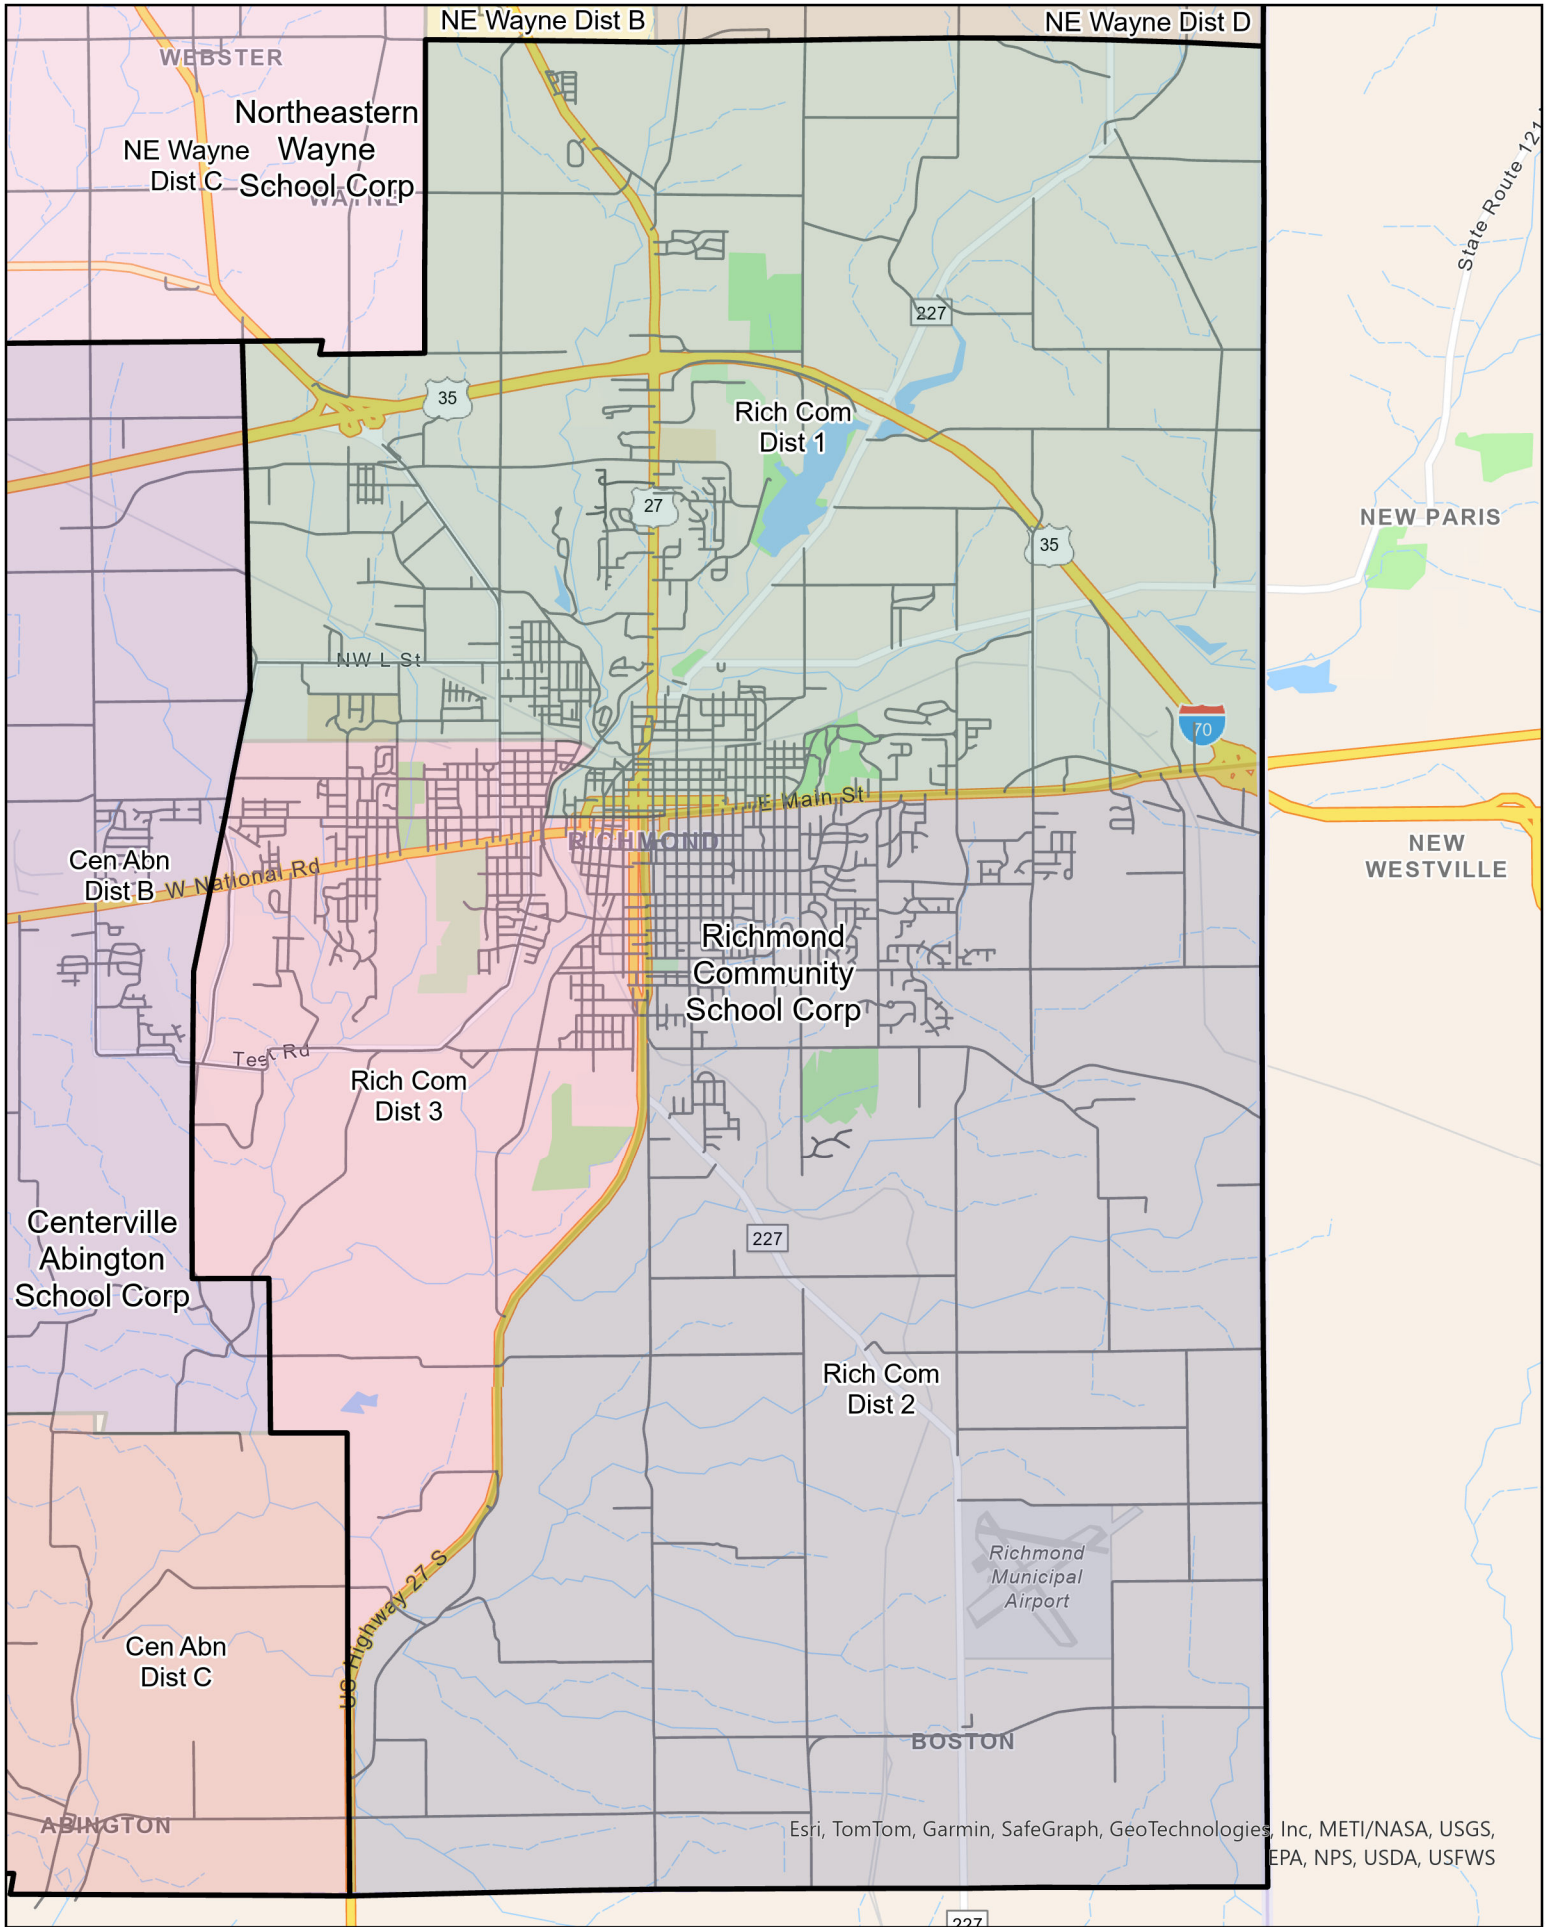 NE Wayne Dist B
NE Wayne Dist D
WEBSTER
Northeastern
Wayne
School Corp
NE Wayne
Dist C
WAYNE
State Route 121
227
35
Rich Com
Dist 1
27
NEW PARIS
35
NW L St
70
E Main St
RICHMOND
NEW
WESTVILLE
Cen Abn
Dist B
W National Rd
Richmond
Community
School Corp
Test Rd
Rich Com
Dist 3
Centerville
Abington
School Corp
227
Rich Com
Dist 2
Richmond
Municipal
Airport
US Highway 27 S
Cen Abn
Dist C
BOSTON
ABINGTON
Esri, TomTom, Garmin, SafeGraph, GeoTechnologies, Inc, METI/NASA, USGS,
EPA, NPS, USDA, USFWS
227